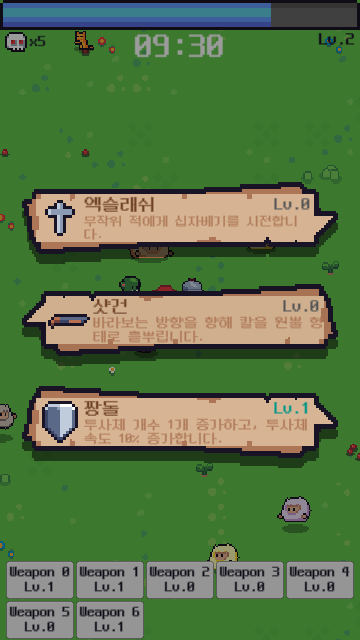 x5
09:30
Lv.2
엑슬래쉬
Lv.0
무작위 적에게 십자베기를 시전합니
다.
샷건
Lv.0
바라보는 방향을 향해 칼을 원뿔 형
태로 흩뿌립니다.
짱돌
Lv.1
투사체 개수 1개 증가하고, 투사체
속도 10% 증가합니다.
Weapon 0 Weapon 1 Weapon 2 Weapon 3 Weapon 4
Lv.1 Lv.1 Lv.0 Lv.0 Lv.0
Weapon 5 Weapon 6
Lv.0 Lv.1